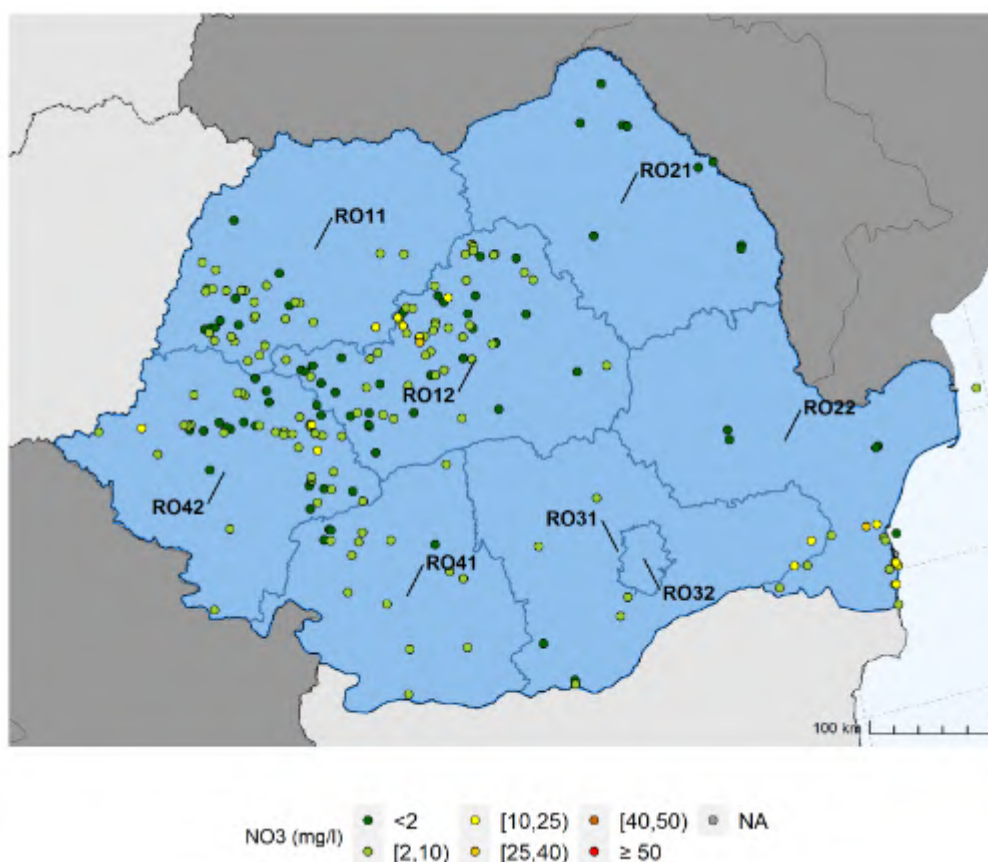 RO21
RO11
RO12
RO22
RO42
RO31
RO41
RO32
100 km
NO3 (mg/l)
<2 [10,25) [40,50) NA
[2,10) [25,40) ≥ 50